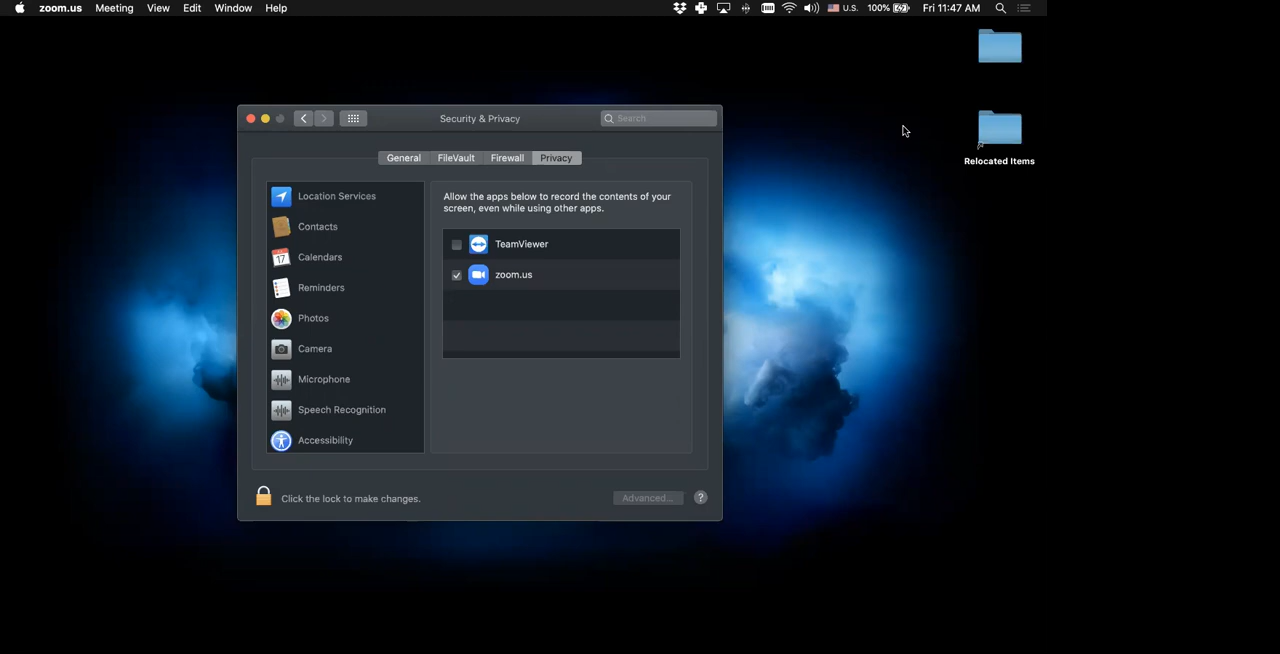 zoom.us Meeting View Edit Window Help U.S. 100% Fri 11:47 AM
Security & Privacy Search
General FileVault Firewall Privacy
Location Services
Contacts
17 Calendars
Reminders
Photos
Camera
Microphone
Speech Recognition
Accessibility
Allow the apps below to record the contents of your
screen, even while using other apps.
TeamViewer
zoom.us
Click the lock to make changes.
Advanced... ?
Relocated Items